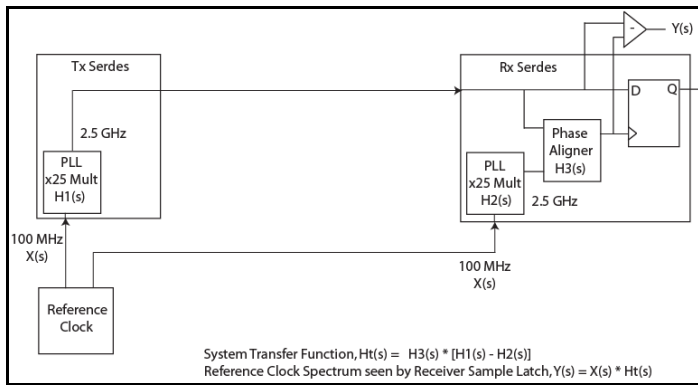 Y(s)
-
Tx Serdes
Rx Serdes
D Q
2.5 GHz
Phase
Aligner
H3(s)
PLL
x25 Mult
H1(s)
PLL
x25 Mult
H2(s)
2.5 GHz
100 MHz
X(s)
100 MHz
X(s)
Reference
Clock
System Transfer Function, Ht(s) = H3(s) * [H1(s) - H2(s)]
Reference Clock Spectrum seen by Receiver Sample Latch, Y(s) = X(s) * Ht(s)